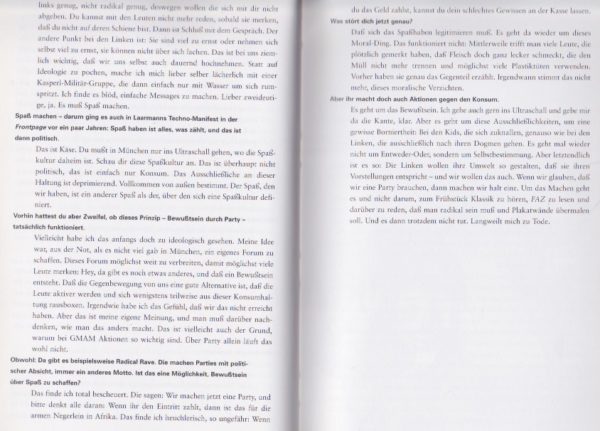 links genug, nicht radikal genug, deswegen wollen die sich mit dir nicht
abgeben. Du kannst mit den Leuten nicht mehr reden, sobald sie merken,
daß du nicht auf deren Schiene bist. Dann ist Schluß mit dem Gespräch. Der
andere Punkt bei den Linken ist: Sie sind viel zu ernst oder nehmen sich
selbst viel zu ernst, sie können nicht über sich lachen. Das ist bei uns ziem-
lich wichtig, daß wir uns selbst auch dauernd hochnehmen. Statt auf
Ideologie zu pochen, mache ich mich lieber selber lächerlich mit einer
Kasperl-Militär-Gruppe, die dann einfach nur mit Wasser um sich rum-
spritzt. Ich finde es blöd, einfache Messages zu machen. Lieber zweideuti-
ge, ja. Es muß Spaß machen.
Spaß machen – darum ging es auch in Laarmanns Techno-Manifest in der
Frontpage vor ein paar Jahren: Spaß haben ist alles, was zählt, und das ist
dann politisch.
Das ist Käse. Du mußt in München nur ins Ultraschall gehen, wo die Spaß-
kultur daheim ist. Schau dir diese Spaßkultur an. Das ist überhaupt nicht
politisch, das ist einfach nur Konsum. Das Ausschließliche an dieser
Haltung ist deprimierend. Vollkommen von außen bestimmt. Der Spaß, den
wir haben, ist ein anderer Spaß als der, über den sich eine Spaßkultur defi-
niert.
Vorhin hattest du aber Zweifel, ob dieses Prinzip – Bewußtsein durch Party –
tatsächlich funktioniert.
Vielleicht habe ich das anfangs doch zu ideologisch gesehen. Meine Idee
war, aus der Not, als es nicht viel gab in München, ein eigenes Forum zu
schaffen. Dieses Forum möglichst weit zu verbreiten, damit möglichst viele
Leute merken: Hey, da gibt es noch etwas anderes, und daß ein Bewußtsein
entsteht. Daß die Gegenbewegung von uns eine gute Alternative ist, daß die
Leute aktiver werden und sich wenigstens teilweise aus dieser Konsumhal-
tung rausboxen. Irgendwie habe ich das Gefühl, daß wir das nicht erreicht
haben. Aber das ist meine eigene Meinung, und man muß darüber nach-
denken, wie man das anders macht. Das ist vielleicht auch der Grund,
warum bei GMAM Aktionen so wichtig sind. Über Party allein läuft das
wohl nicht.
Obwohl: Da gibt es beispielsweise Radical Rave. Die machen Parties mit politi-
scher Absicht, immer ein anderes Motto. Ist das eine Möglichkeit, Bewußtsein
über Spaß zu schaffen?
Das finde ich total bescheuert. Die sagen: Wir machen jetzt eine Party, und
bitte denkt alle daran: Wenn ihr den Eintritt zahlt, dann ist das für die
armen Negerlein in Afrika. Das finde ich heuchlerisch, so ungefähr: Wenn
du das Geld zahlst, kannst du dein schlechtes Gewissen an der Kasse lassen.
Was stört dich jetzt genau?
Daß sich das Spaßhaben legitimieren muß. Es geht da wieder um dieses
Moral-Ding. Das funktioniert nicht: Mittlerweile trifft man viele Leute, die
plötzlich gemerkt haben, daß Fleisch doch ganz lecker schmeckt, die den
Müll nicht mehr trennen und möglichst viele Plastiktüten verwenden.
Vorher haben sie genau das Gegenteil erzählt. Irgendwann stimmt das nicht
mehr, dieses moralische Verzichten.
Aber ihr macht doch auch Aktionen gegen den Konsum.
Es geht um das Bewußtsein. Ich gehe auch gern ins Ultraschall und gebe mir
da die Kante, klar. Aber es geht um diese Ausschließlichkeiten, um eine
gewisse Borniertheit: Bei den Kids, die sich zuknallen, genauso wie bei den
Linken, die ausschließlich nach ihren Dogmen gehen. Es geht mal wieder
nicht um Entweder-Oder, sondern um Selbstbestimmung. Aber letztendlich
ist es so: Die Linken wollen ihre Umwelt so gestalten, daß sie ihren
Vorstellungen entspricht – und wir wollen das auch. Wenn wir glauben, daß
wir eine Party brauchen, dann machen wir halt eine. Um das Machen geht
es und nicht darum, zum Frühstück Klassik zu hören, FAZ zu lesen und
darüber zu reden, daß man radikal sein muß und Plakatwände übermalen
soll. Und es dann trotzdem nicht tut. Langweilt mich zu Tode.